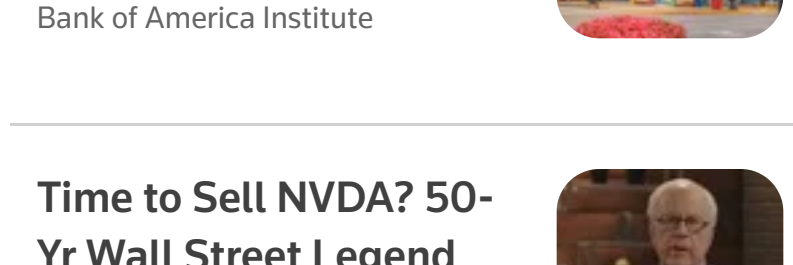 Bank of America Institute
Time to Sell NVDA? 50-
Yr Wall Street Legend